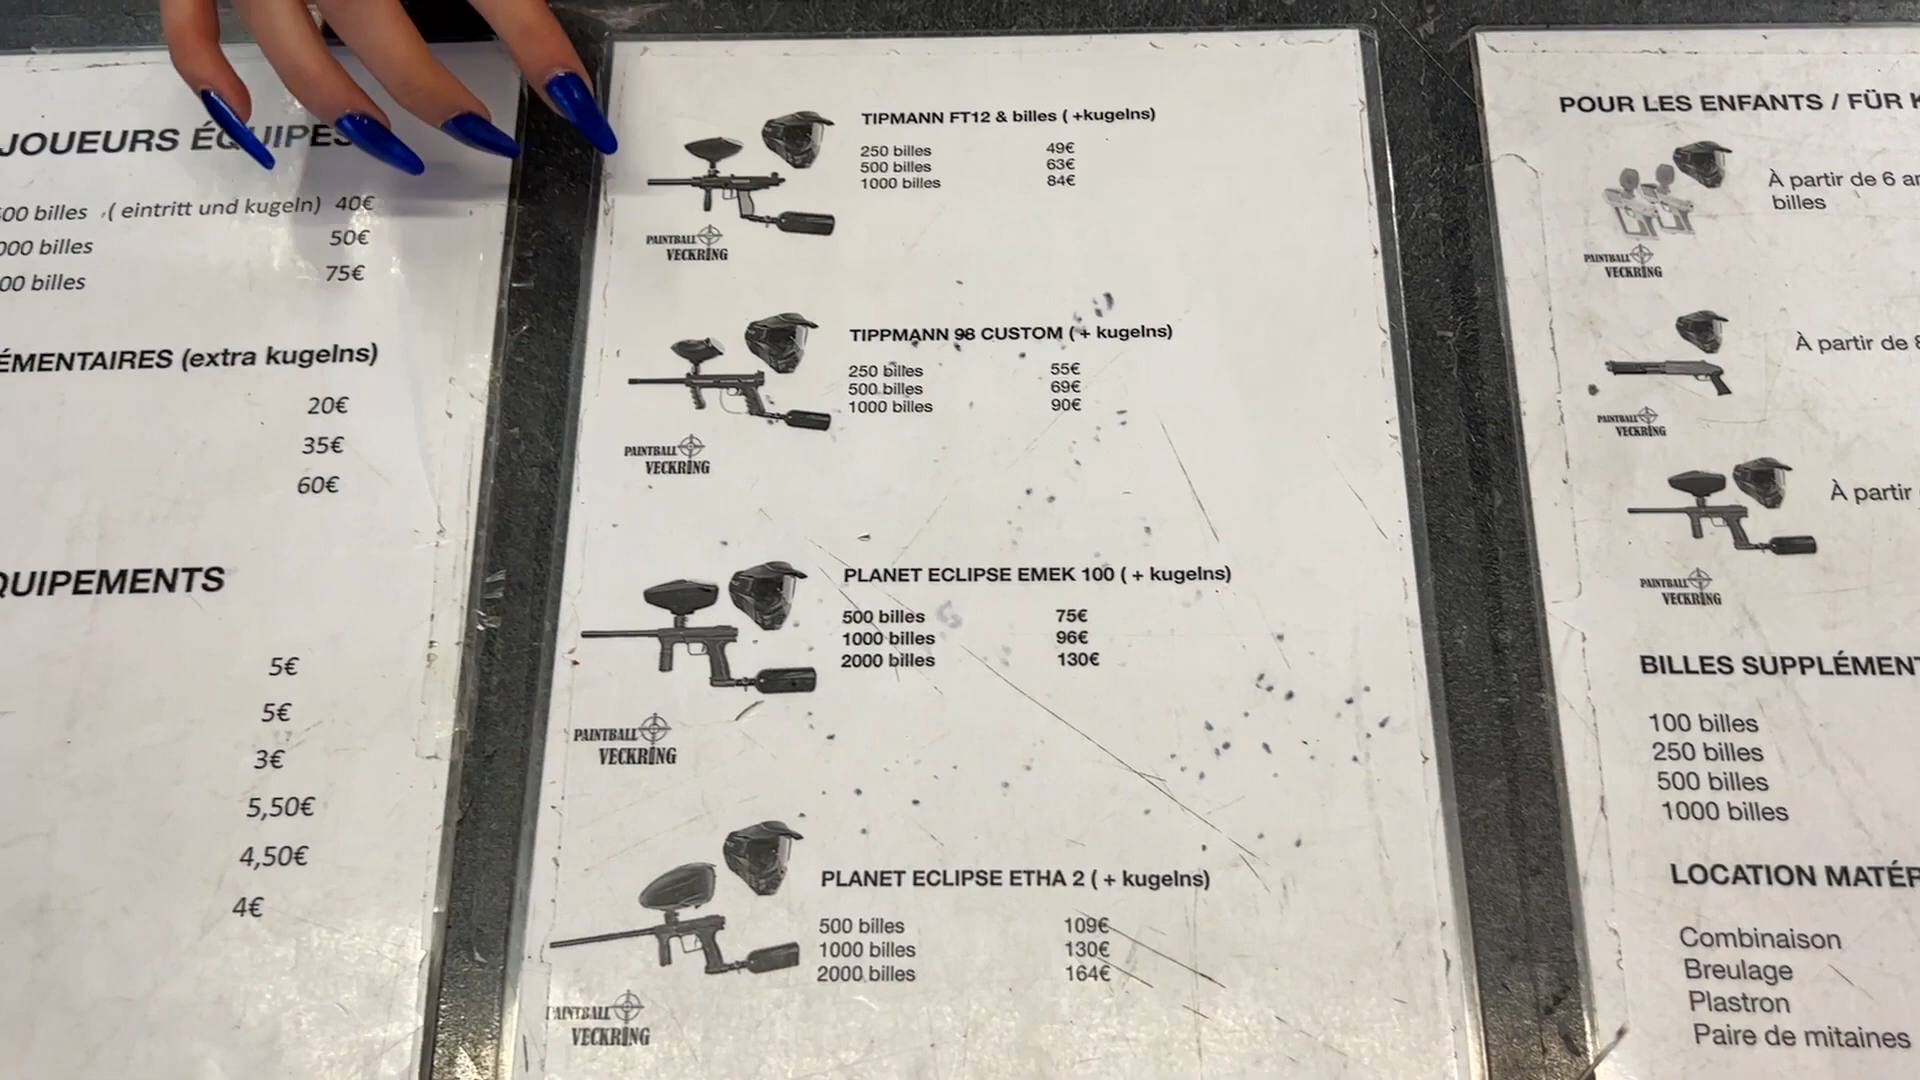 JOUEURS ÉQUIPES
00 billes ( eintritt und kugeln) 40€
000 billes 50€
00 billes 75€
ÉMENTAIRES (extra kugelns)
20€
35€
60€
QUIPEMENTS
5€
5€
3€
5,50€
4,50€
4€
TIPMANN FT12 & billes ( +kugelns)
250 billes 49€
500 billes 63€
1000 billes 84€
PAINTBALL
VECKRING
TIPPMANN 98 CUSTOM ( + kugelns)
250 billes 55€
500 billes 69€
1000 billes 90€
PAINTBALL
VECKRING
PLANET ECLIPSE EMEK 100 ( + kugelns)
500 billes 75€
1000 billes 96€
2000 billes 130€
PAINTBALL
VECKRING
PLANET ECLIPSE ETHA 2 ( + kugelns)
500 billes 109€
1000 billes 130€
2000 billes 164€
PAINTBALL
VECKRING
POUR LES ENFANTS / FÜR K
À partir de 6 an
billes
PAINTBALL
VECKRING
À partir de 8
PAINTBALL
VECKRING
À partir
PAINTBALL
VECKRING
BILLES SUPPLÉMENT
100 billes
250 billes
500 billes
1000 billes
LOCATION MATÉR
Combinaison
Breulage
Plastron
Paire de mitaines